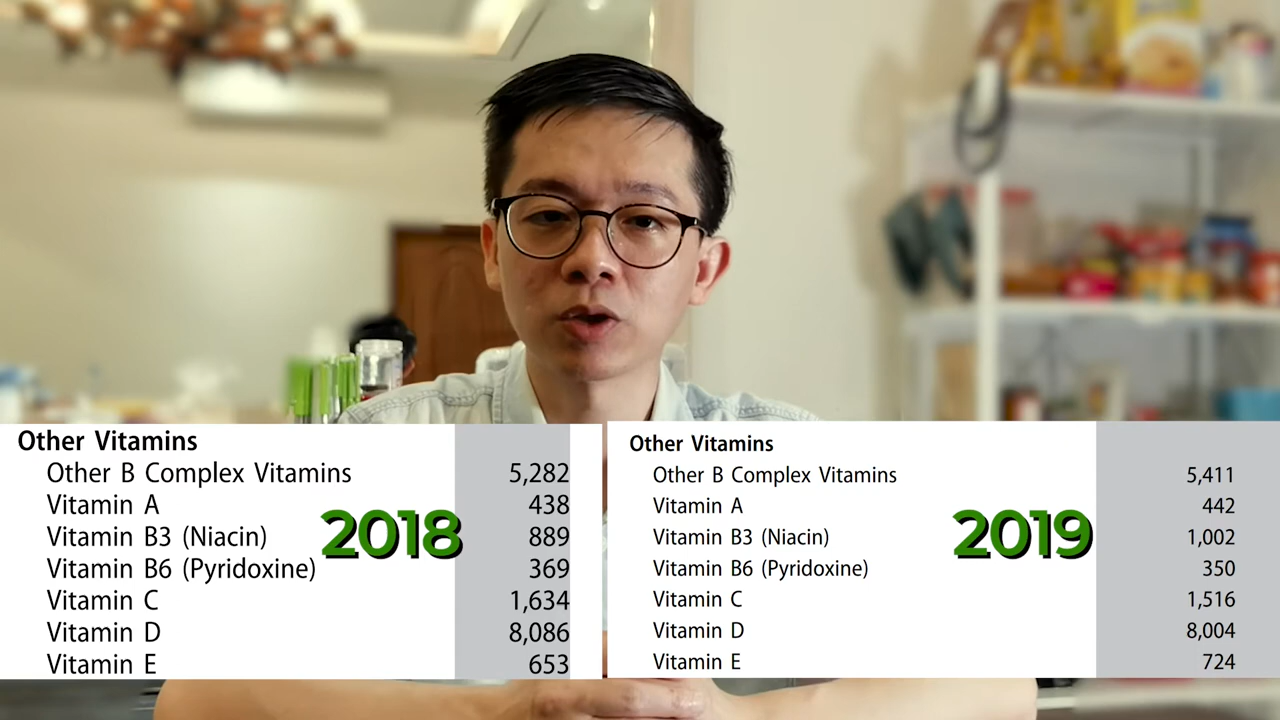 Other Vitamins
Other B Complex Vitamins 5,282
Vitamin A 438
Vitamin B3 (Niacin) 889
Vitamin B6 (Pyridoxine) 369
Vitamin C 1,634
Vitamin D 8,086
Vitamin E 653
2018
Other Vitamins
Other B Complex Vitamins 5,411
Vitamin A 442
Vitamin B3 (Niacin) 1,002
Vitamin B6 (Pyridoxine) 350
Vitamin C 1,516
Vitamin D 8,004
Vitamin E 724
2019